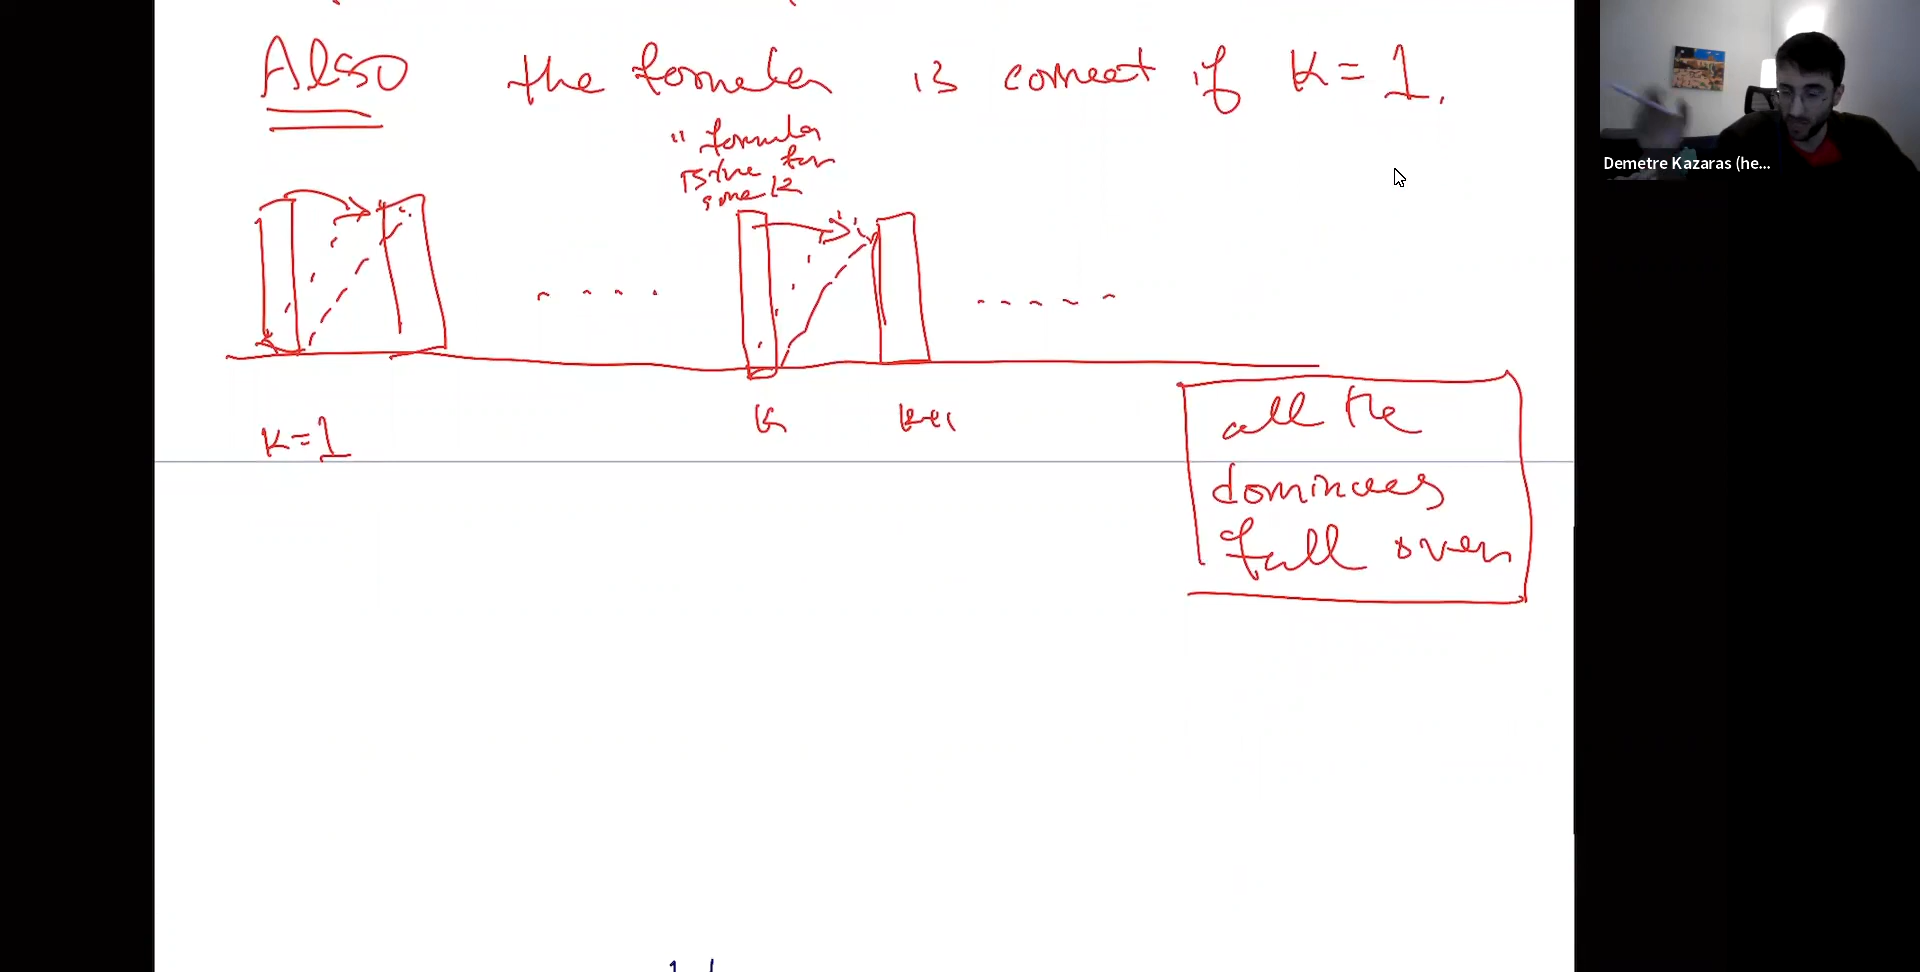 Also the formula is correct if K = 1.
" formula
is true for
some k
K=1
k
k+1
all the
dominoes
fall over
Demetre Kazaras (he...